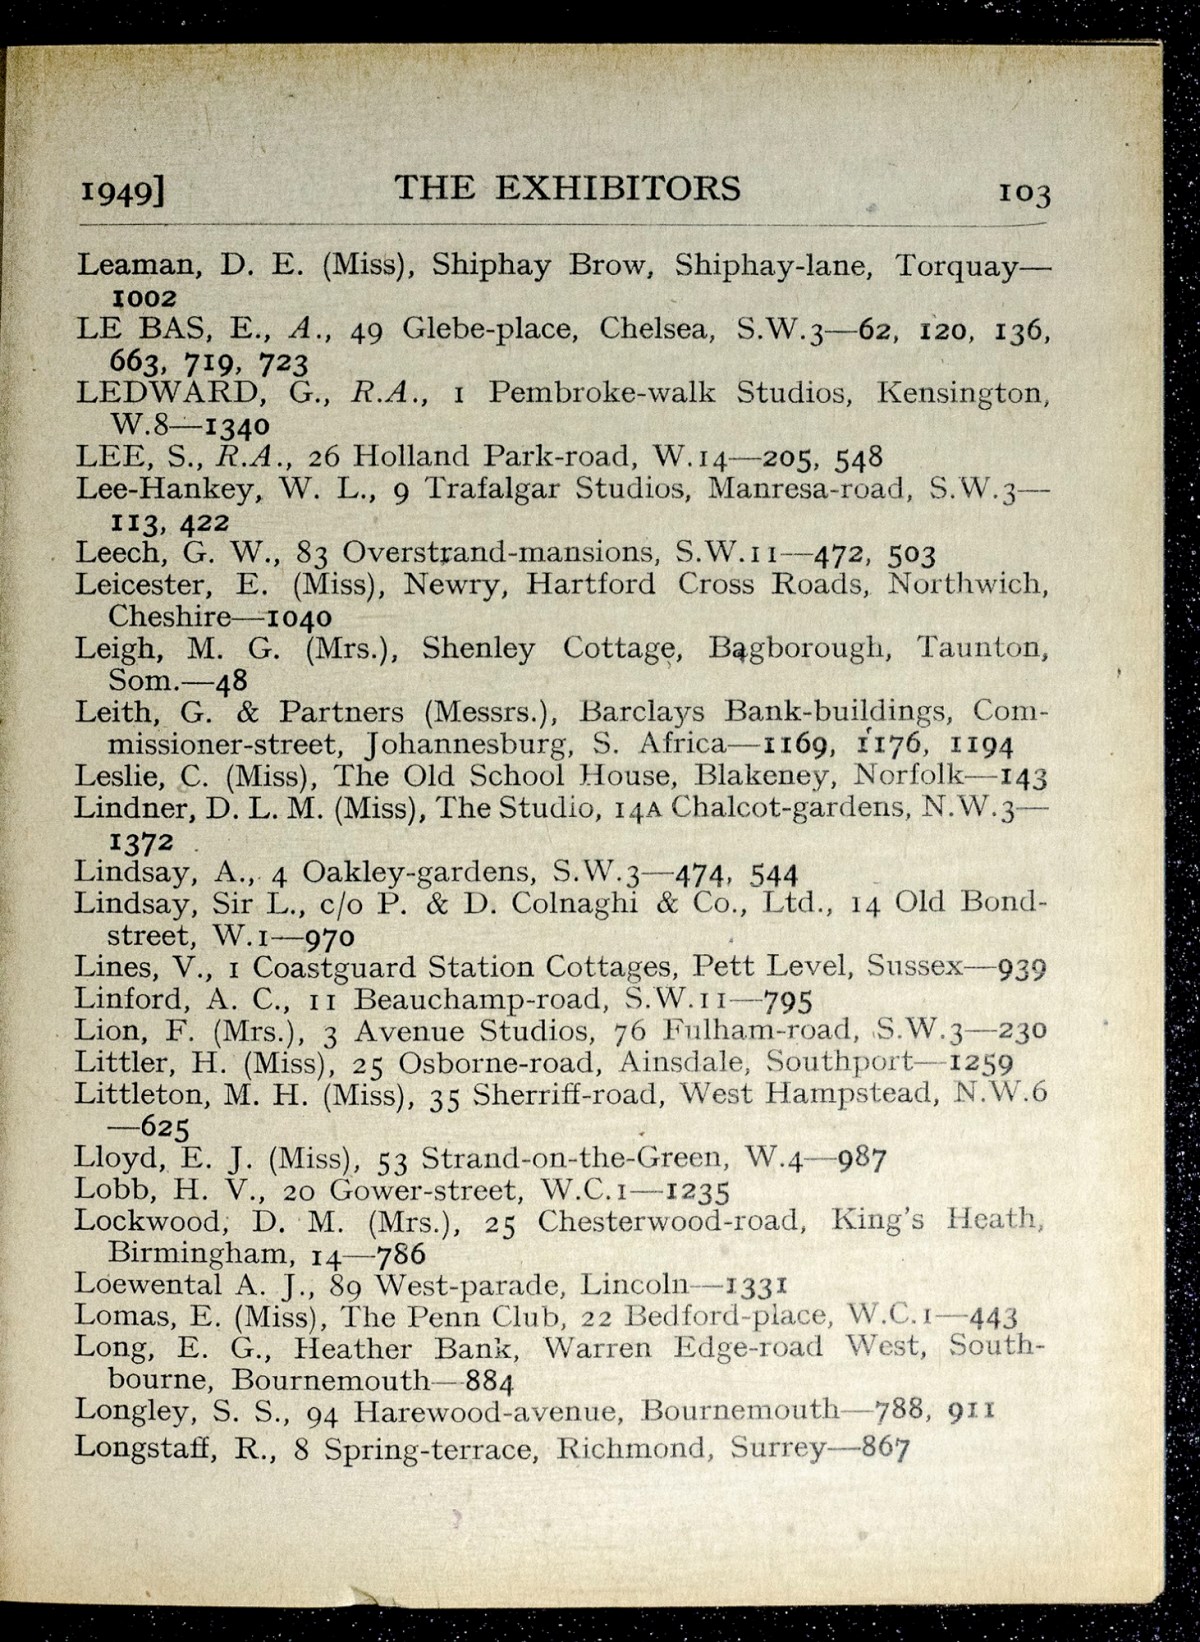 1949] THE EXHIBITORS 103
Leaman, D. E. (Miss), Shiphay Brow, Shiphay-lane, Torquay—
1002
LE BAS, E., A., 49 Glebe-place, Chelsea, S.W.3—62, 120, 136,
663, 719, 723
LEDWARD, G., R.A., 1 Pembroke-walk Studios, Kensington,
W.8—1340
LEE, S., R.A., 26 Holland Park-road, W.14—205, 548
Lee-Hankey, W. L., 9 Trafalgar Studios, Manresa-road, S.W.3—
113, 422
Leech, G. W., 83 Overstrand-mansions, S.W.11—472, 503
Leicester, E. (Miss), Newry, Hartford Cross Roads, Northwich,
Cheshire—1040
Leigh, M. G. (Mrs.), Shenley Cottage, Bagborough, Taunton,
Som.—48
Leith, G. & Partners (Messrs.), Barclays Bank-buildings, Com-
missioner-street, Johannesburg, S. Africa—1169, 1176, 1194
Leslie, C. (Miss), The Old School House, Blakeney, Norfolk—143
Lindner, D. L. M. (Miss), The Studio, 14A Chalcot-gardens, N.W.3—
1372
Lindsay, A., 4 Oakley-gardens, S.W.3—474, 544
Lindsay, Sir L., c/o P. & D. Colnaghi & Co., Ltd., 14 Old Bond-
street, W.1—970
Lines, V., 1 Coastguard Station Cottages, Pett Level, Sussex—939
Linford, A. C., 11 Beauchamp-road, S.W.11—795
Lion, F. (Mrs.), 3 Avenue Studios, 76 Fulham-road, S.W.3—230
Littler, H. (Miss), 25 Osborne-road, Ainsdale, Southport—1259
Littleton, M. H. (Miss), 35 Sherriff-road, West Hampstead, N.W.6
—625
Lloyd, E. J. (Miss), 53 Strand-on-the-Green, W.4—987
Lobb, H. V., 20 Gower-street, W.C.1—1235
Lockwood, D. M. (Mrs.), 25 Chesterwood-road, King's Heath,
Birmingham, 14—786
Loewental A. J., 89 West-parade, Lincoln—1331
Lomas, E. (Miss), The Penn Club, 22 Bedford-place, W.C.1—443
Long, E. G., Heather Bank, Warren Edge-road West, South-
bourne, Bournemouth—884
Longley, S. S., 94 Harewood-avenue, Bournemouth—788, 911
Longstaff, R., 8 Spring-terrace, Richmond, Surrey—867